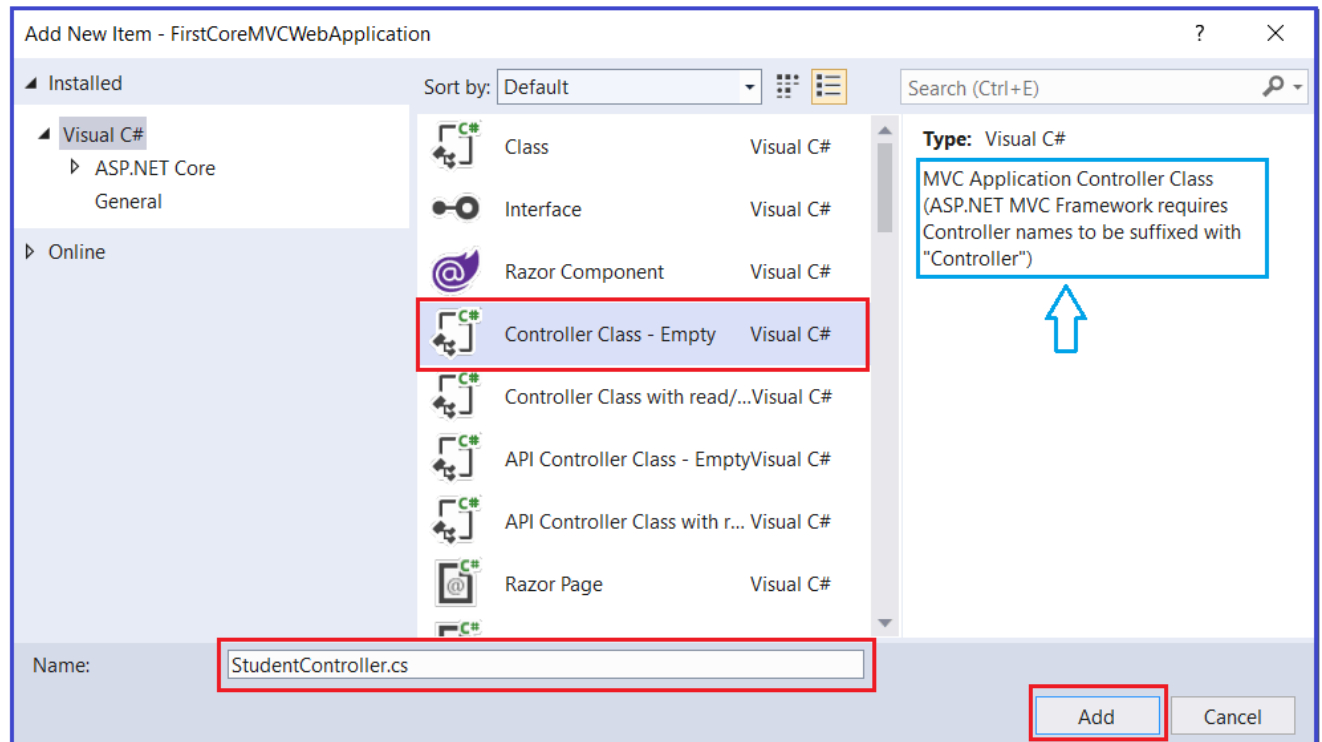 Add New Item - FirstCoreMVCWebApplication ?
Installed
Visual C#
ASP.NET Core
General
Online
Sort by: Default
Search (Ctrl+E)
Class Visual C#
Interface Visual C#
Razor Component Visual C#
Controller Class - Empty Visual C#
Controller Class with read/...Visual C#
API Controller Class - EmptyVisual C#
API Controller Class with r... Visual C#
Razor Page Visual C#
C#
Type: Visual C#
MVC Application Controller Class
(ASP.NET MVC Framework requires
Controller names to be suffixed with
"Controller")
Name: StudentController.cs
Add Cancel